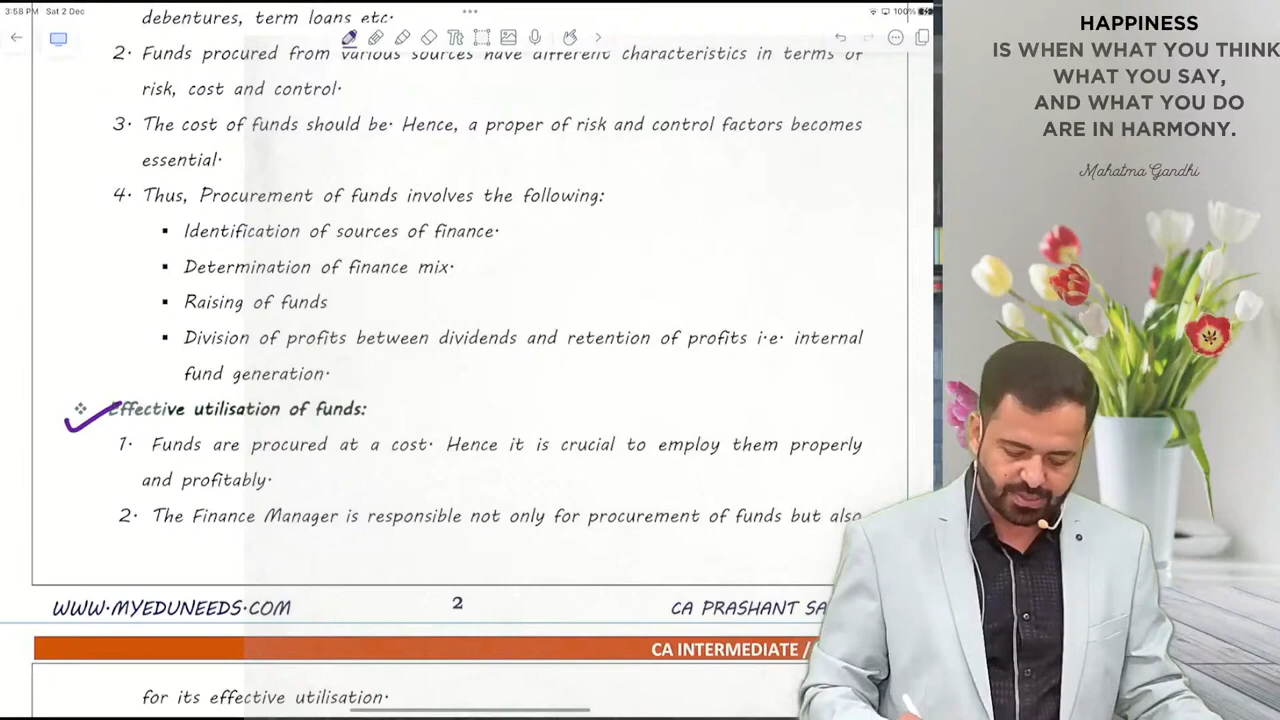 3:58 PM Sat 2 Dec
100%
debentures, term loans etc.
2. Funds procured from various sources have different characteristics in terms of
risk, cost and control.
3. The cost of funds should be. Hence, a proper of risk and control factors becomes
essential.
4. Thus, Procurement of funds involves the following:
▪ Identification of sources of finance.
▪ Determination of finance mix.
▪ Raising of funds
▪ Division of profits between dividends and retention of profits i.e. internal
fund generation.
❖ Effective utilisation of funds:
1. Funds are procured at a cost. Hence it is crucial to employ them properly
and profitably.
2. The Finance Manager is responsible not only for procurement of funds but also
WWW.MYEDUNEEDS.COM 2 CA PRASHANT SA
CA INTERMEDIATE /
for its effective utilisation.
HAPPINESS
IS WHEN WHAT YOU THINK
WHAT YOU SAY,
AND WHAT YOU DO
ARE IN HARMONY.
Mahatma Gandhi